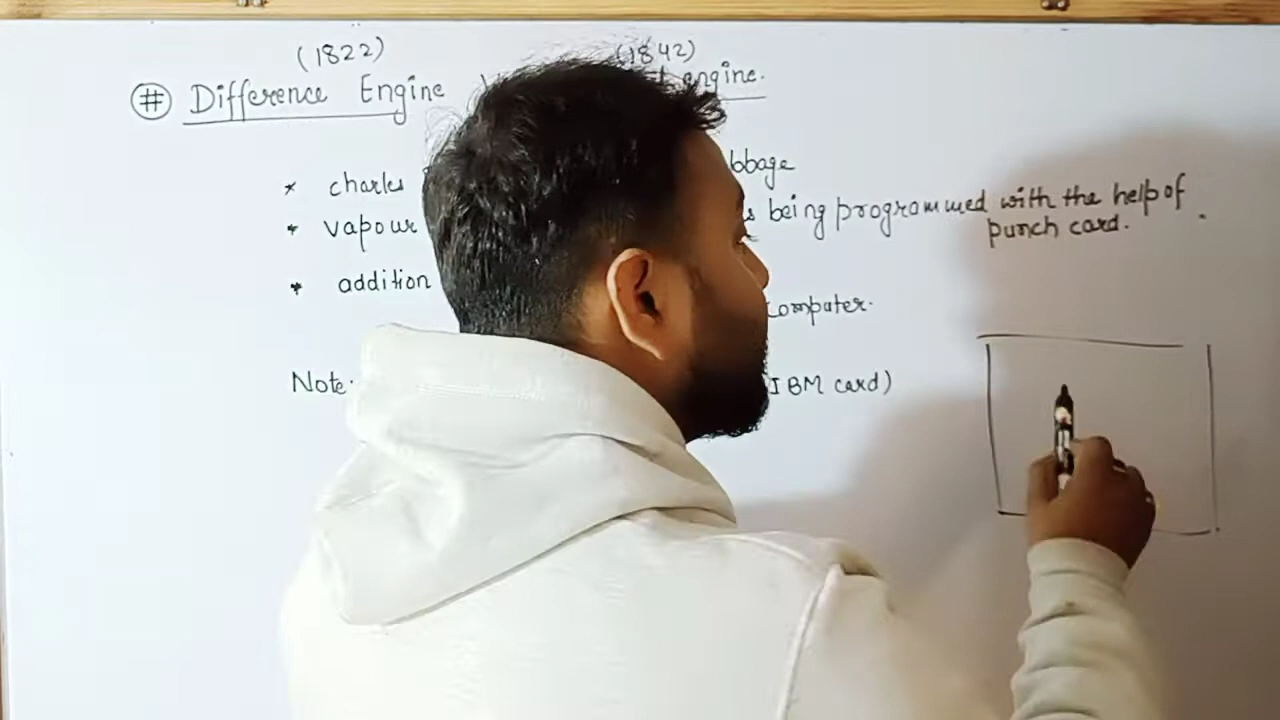 (1822) (1842)
# Difference Engine engine.
* charles bbage
* vapour being programmed with the help of
punch card.
* addition computer.
Note: IBM card)